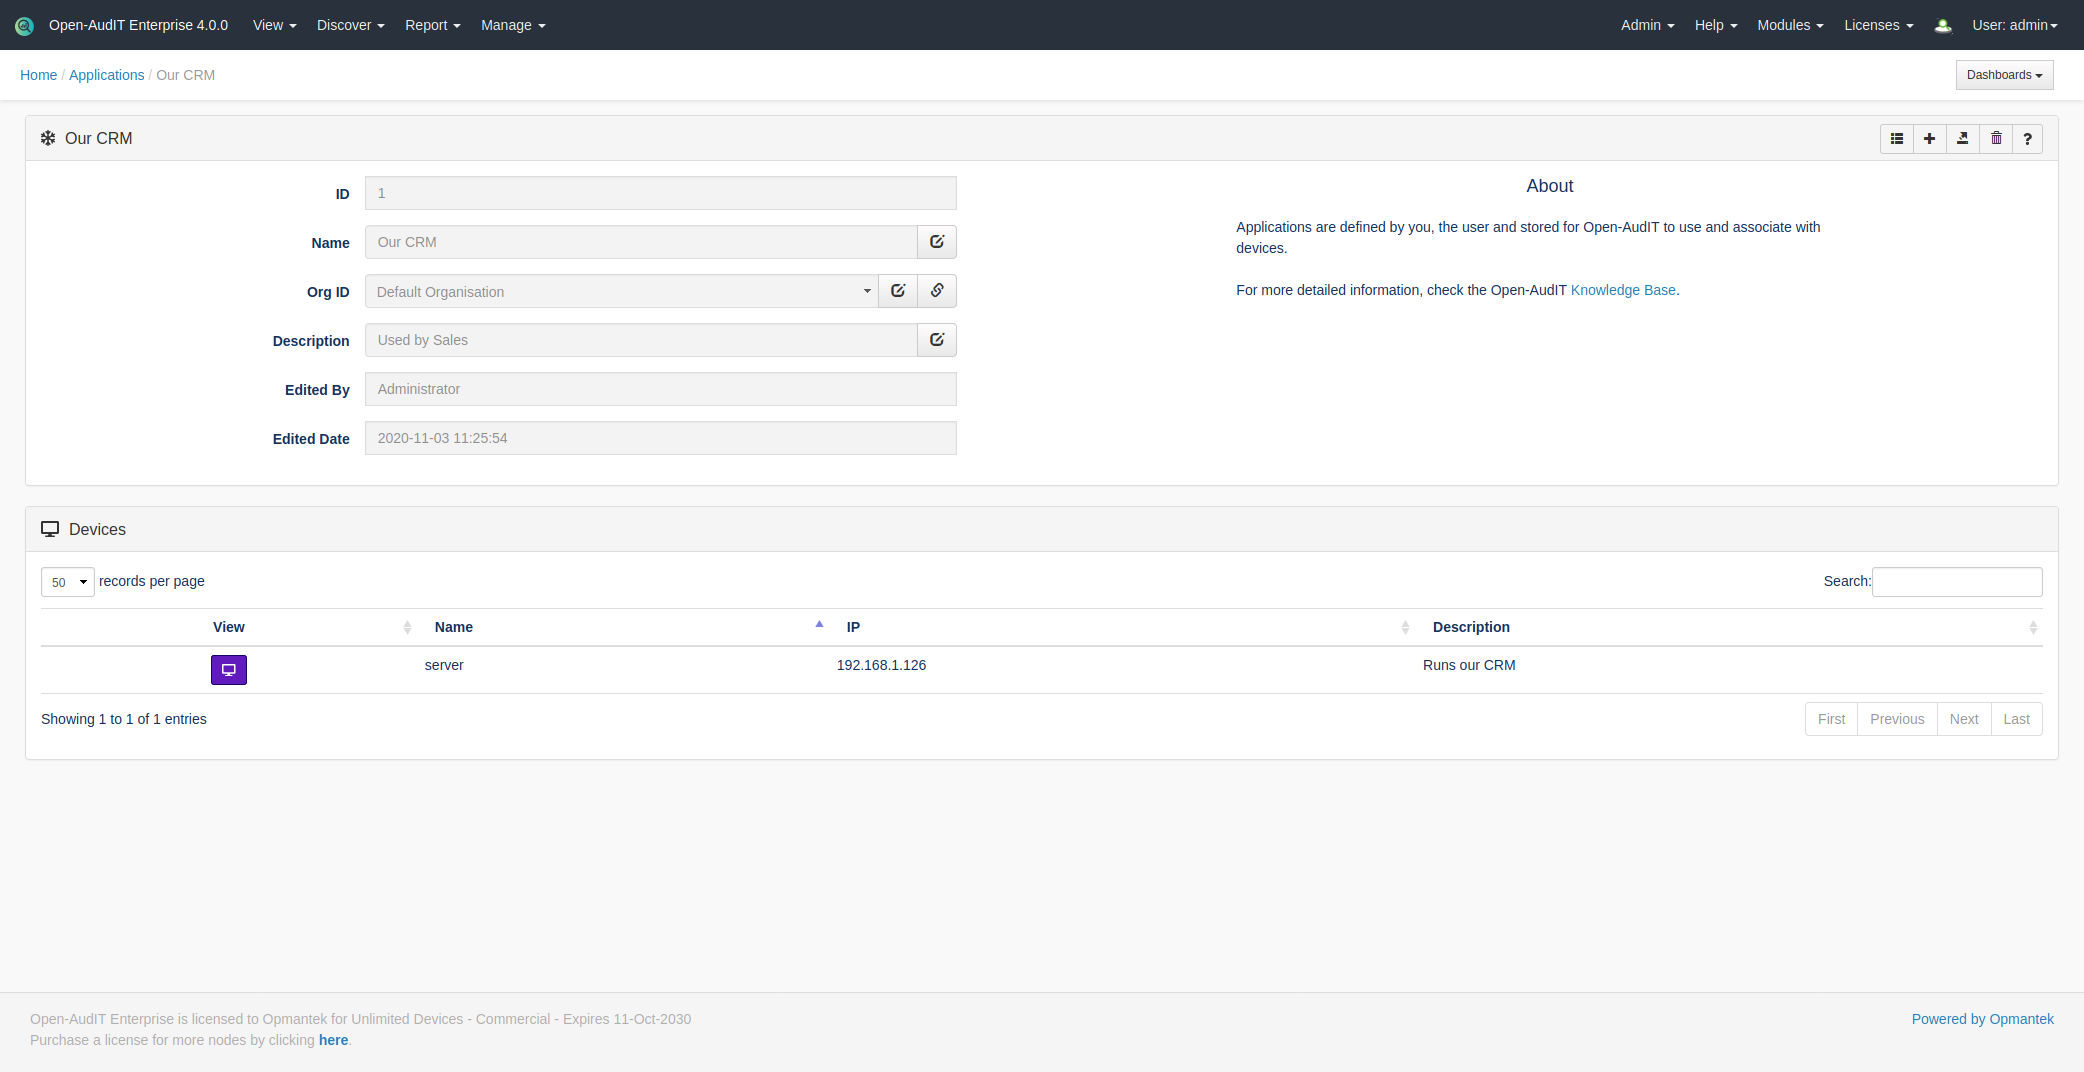 Open-AudIT Enterprise 4.0.0 View Discover Report Manage Admin Help Modules Licenses User: admin
Home / Applications / Our CRM Dashboards
Our CRM ?
ID 1
Name Our CRM
Org ID Default Organisation
Description Used by Sales
Edited By Administrator
Edited Date 2020-11-03 11:25:54
About
Applications are defined by you, the user and stored for Open-AudIT to use and associate with
devices.
For more detailed information, check the Open-AudIT Knowledge Base.
Devices
50 records per page Search:
View Name IP Description
server 192.168.1.126 Runs our CRM
Showing 1 to 1 of 1 entries First Previous Next Last
Open-AudIT Enterprise is licensed to Opmantek for Unlimited Devices - Commercial - Expires 11-Oct-2030 Powered by Opmantek
Purchase a license for more nodes by clicking here.